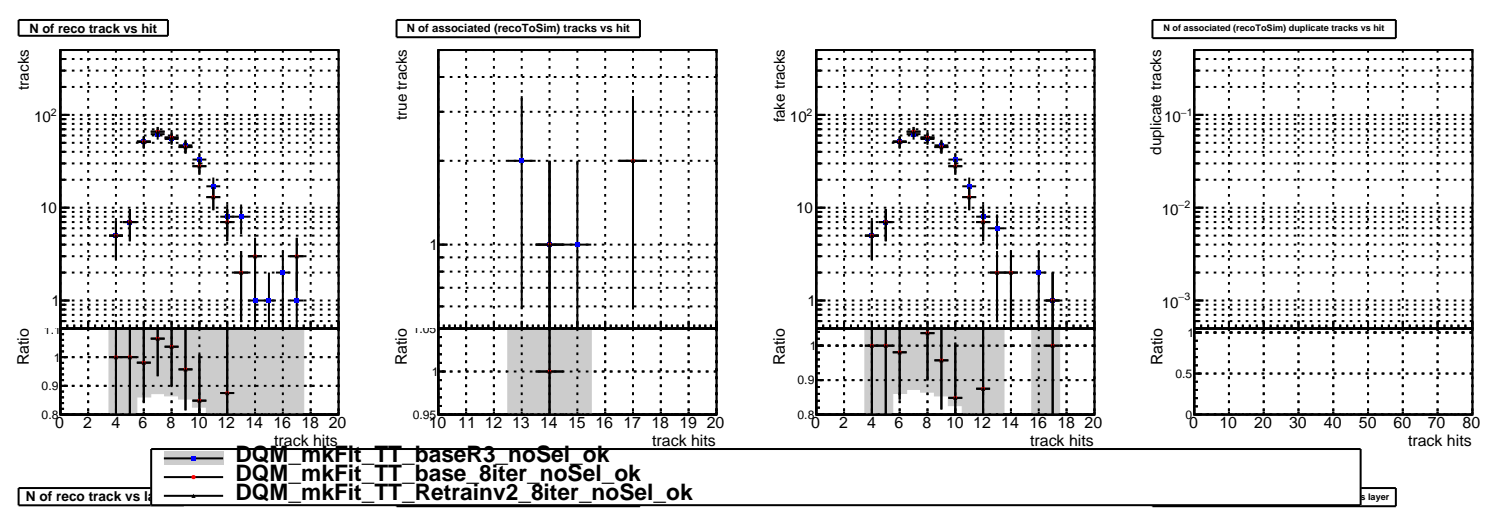 N of reco track vs hit
N of associated (recoToSim) tracks vs hit
N of associated (recoToSim) duplicate tracks vs hit
tracks
10²
10
1
Ratio
1.1
1
0.9
0.8
0 2 4 6 8 10 12 14 16 18 20
track hits
true tracks
1
Ratio
1.05
1
0.95
10 11 12 13 14 15 16 17 18 19 20
track hits
fake tracks
10²
10
1
Ratio
1
0.9
0.8
0 2 4 6 8 10 12 14 16 18 20
track hits
duplicate tracks
10⁻¹
10⁻²
10⁻³
Ratio
1
0.5
0
0 10 20 30 40 50 60 70 80
track hits
DQM_mkFit_TT_baseR3_noSel_ok
DQM_mkFit_TT_base_8iter_noSel_ok
DQM_mkFit_TT_Retrainv2_8iter_noSel_ok
N of reco track vs la
s layer